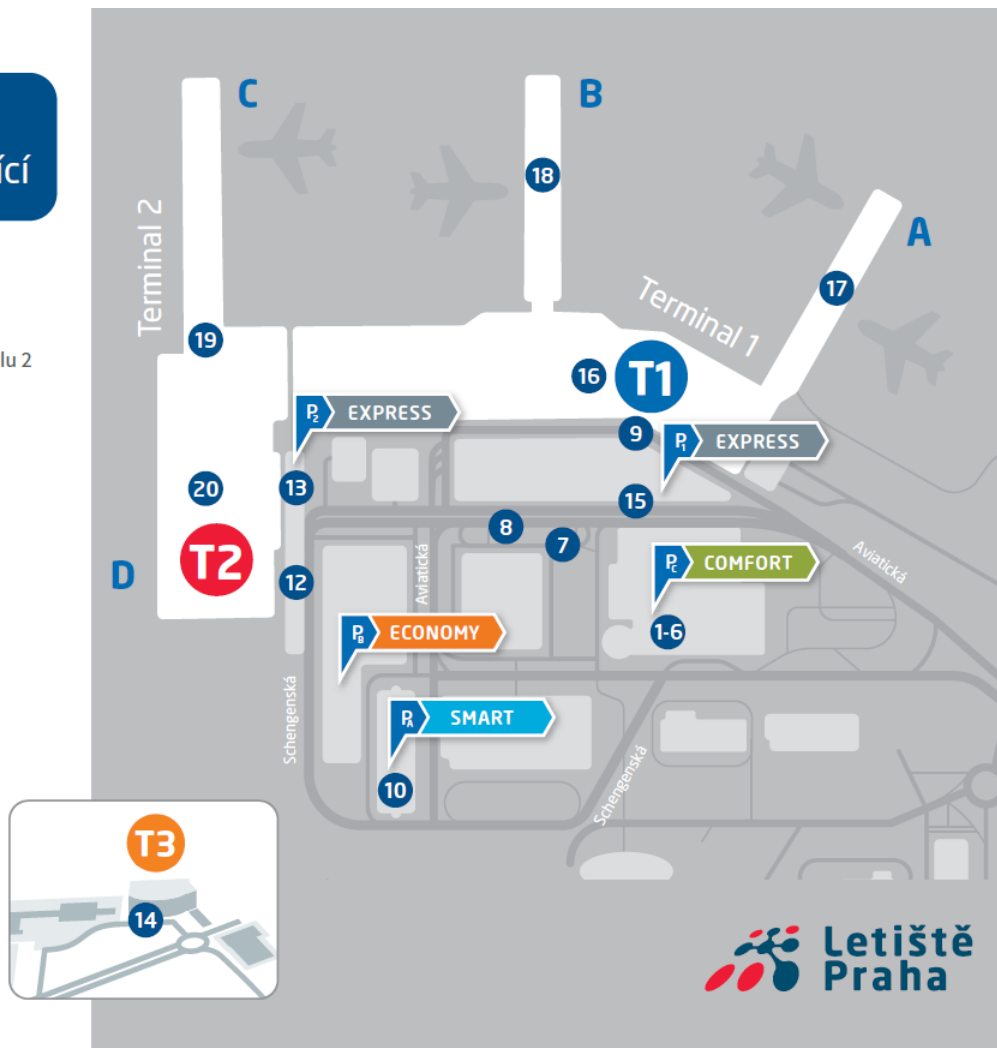 ící
lu 2
C
B
A
D
Terminal 2
Terminal 1
18
17
19
16
T1
P2 EXPRESS
9
P1 EXPRESS
20
13
15
8
7
T2
12
Aviatická
Aviatická
PC COMFORT
1-6
PB ECONOMY
Schengenská
PA SMART
Schengenská
10
T3
14
Letiště
Praha